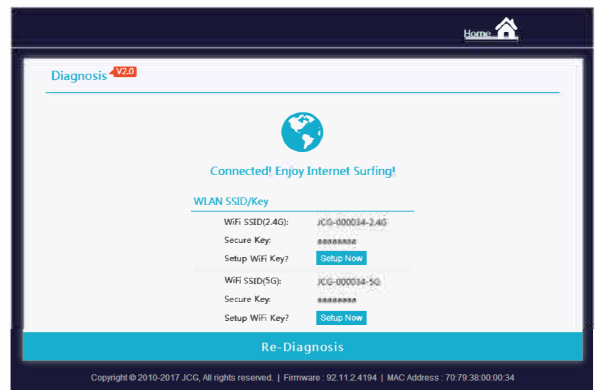 Home
Diagnosis V2.0
Connected! Enjoy Internet Surfing!
WLAN SSID/Key
WiFi SSID(2.4G): JCG-000034-2.4G
Secure Key: aaaaaaaa
Setup WiFi Key? Setup Now
WiFi SSID(5G): JCG-000034-5G
Secure Key: aaaaaaaa
Setup WiFi Key? Setup Now
Re-Diagnosis
Copyright © 2010-2017 JCG, All rights reserved. | Firmware : 92.11.2.4194 | MAC Address : 70:79:38:00:00:34